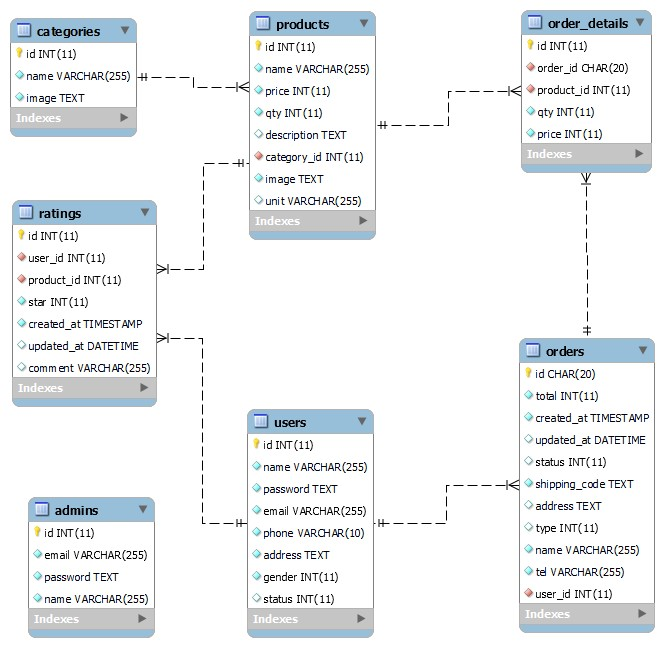 categories
id INT(11)
name VARCHAR(255)
image TEXT
Indexes
products
id INT(11)
name VARCHAR(255)
price INT(11)
qty INT(11)
description TEXT
category_id INT(11)
image TEXT
unit VARCHAR(255)
Indexes
order_details
id INT(11)
order_id CHAR(20)
product_id INT(11)
qty INT(11)
price INT(11)
Indexes
ratings
id INT(11)
user_id INT(11)
product_id INT(11)
star INT(11)
created_at TIMESTAMP
updated_at DATETIME
comment VARCHAR(255)
Indexes
users
id INT(11)
name VARCHAR(255)
password TEXT
email VARCHAR(255)
phone VARCHAR(10)
address TEXT
gender INT(11)
status INT(11)
Indexes
orders
id CHAR(20)
total INT(11)
created_at TIMESTAMP
updated_at DATETIME
status INT(11)
shipping_code TEXT
address TEXT
type INT(11)
name VARCHAR(255)
tel VARCHAR(255)
user_id INT(11)
Indexes
admins
id INT(11)
email VARCHAR(255)
password TEXT
name VARCHAR(255)
Indexes